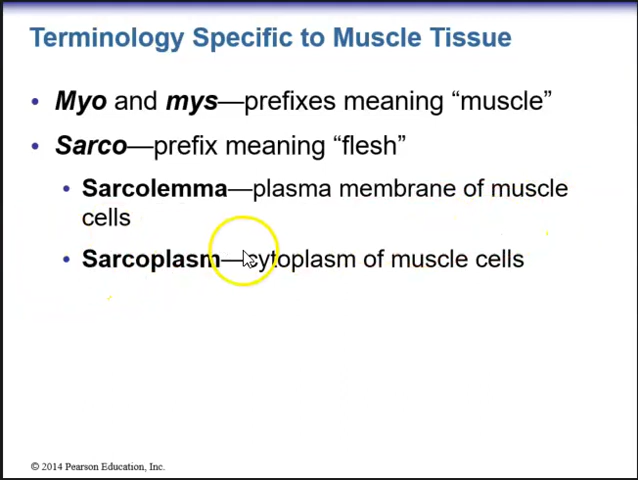 Terminology Specific to Muscle Tissue
• Myo and mys—prefixes meaning “muscle”
• Sarco—prefix meaning “flesh”
• Sarcolemma—plasma membrane of muscle
cells
• Sarcoplasm—cytoplasm of muscle cells
© 2014 Pearson Education, Inc.